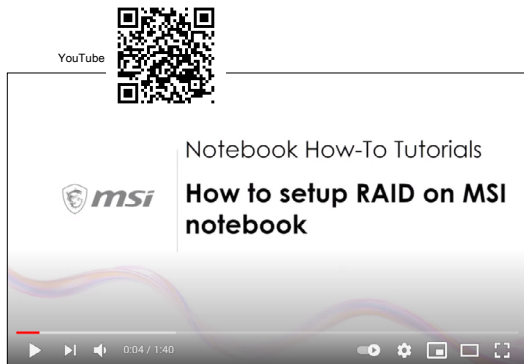 YouTube
Notebook How-To Tutorials
msi
How to setup RAID on MSI
notebook
0:04 / 1:40